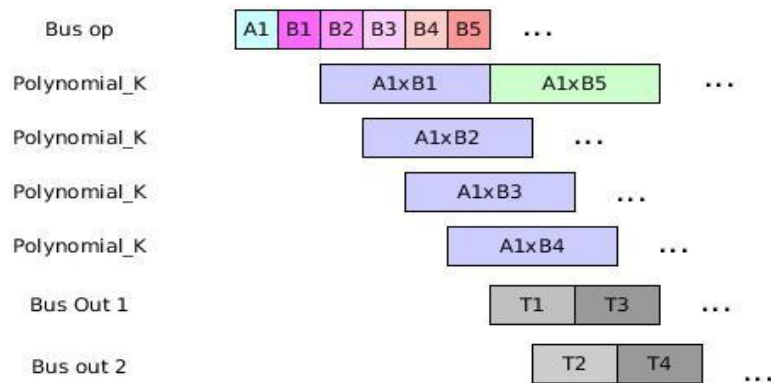 Bus op A1 B1 B2 B3 B4 B5 ...
Polynomial_K A1xB1 A1xB5 ...
Polynomial_K A1xB2 ...
Polynomial_K A1xB3 ...
Polynomial_K A1xB4 ...
Bus Out 1 T1 T3 ...
Bus out 2 T2 T4 ...